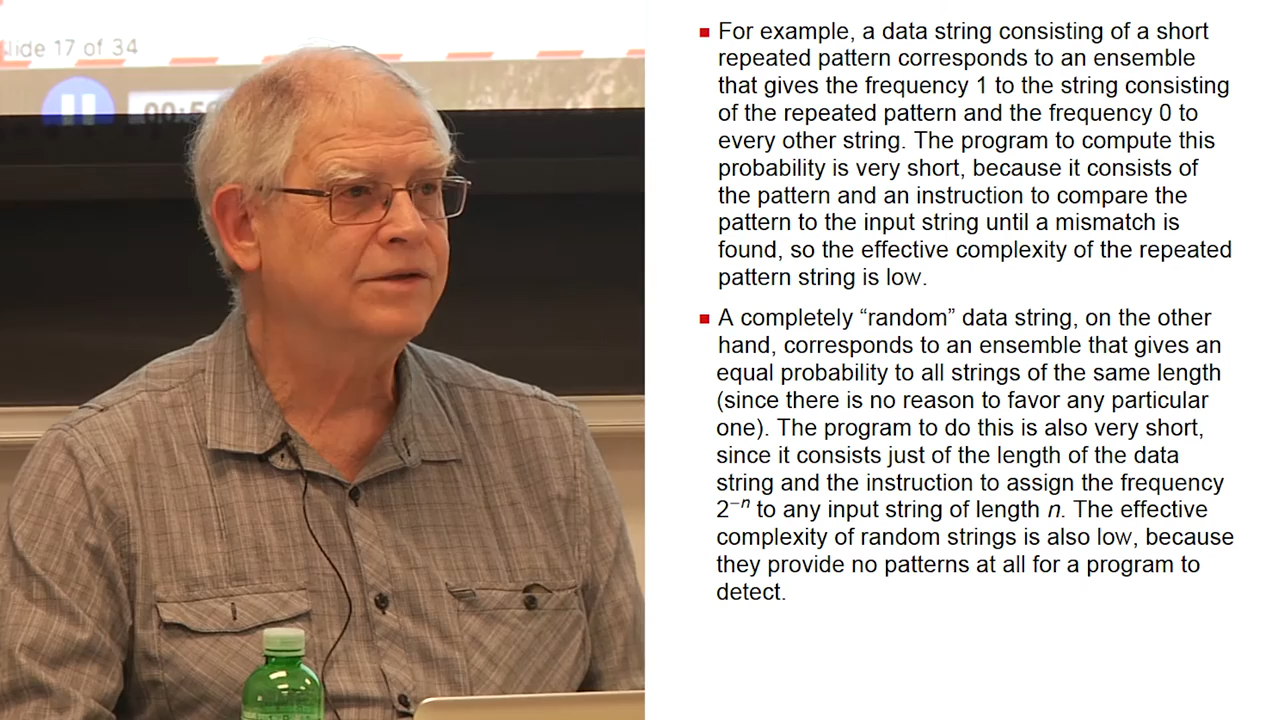 lide 17 of 34
For example, a data string consisting of a short
repeated pattern corresponds to an ensemble
that gives the frequency 1 to the string consisting
of the repeated pattern and the frequency 0 to
every other string. The program to compute this
probability is very short, because it consists of
the pattern and an instruction to compare the
pattern to the input string until a mismatch is
found, so the effective complexity of the repeated
pattern string is low.
A completely “random” data string, on the other
hand, corresponds to an ensemble that gives an
equal probability to all strings of the same length
(since there is no reason to favor any particular
one). The program to do this is also very short,
since it consists just of the length of the data
string and the instruction to assign the frequency
2⁻ⁿ to any input string of length n. The effective
complexity of random strings is also low, because
they provide no patterns at all for a program to
detect.